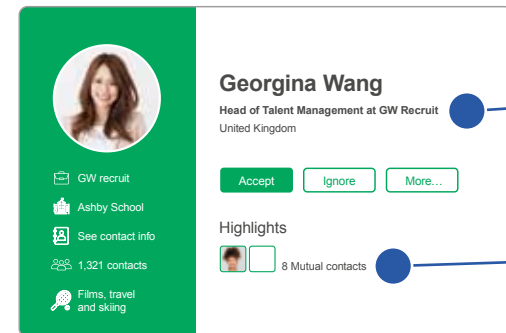 Georgina Wang
Head of Talent Management at GW Recruit
United Kingdom
Accept
Ignore
More...
Highlights
8 Mutual contacts
GW recruit
Ashby School
See contact info
1,321 contacts
Films, travel
and skiing